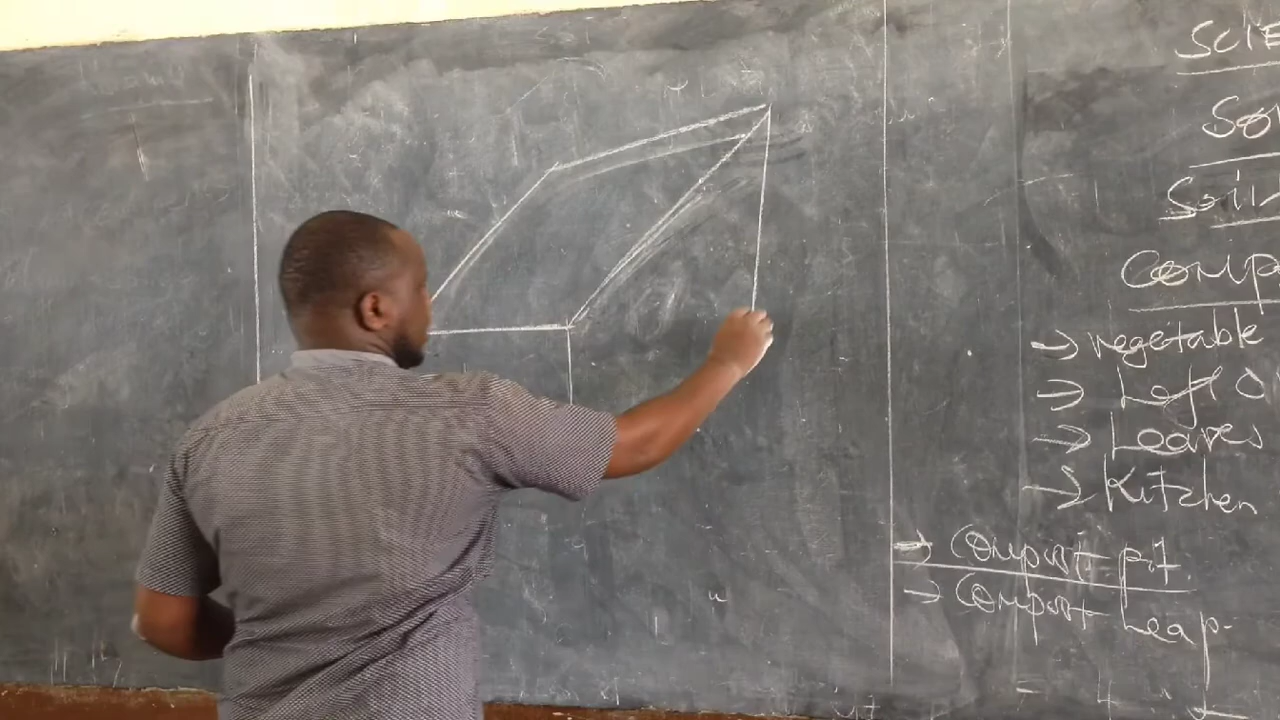 SCIE
So
Soil
Comp
→ vegetable
→ Left O
→ Leaves
→ Kitchen
→ Compost pit.
→ Compost heap.